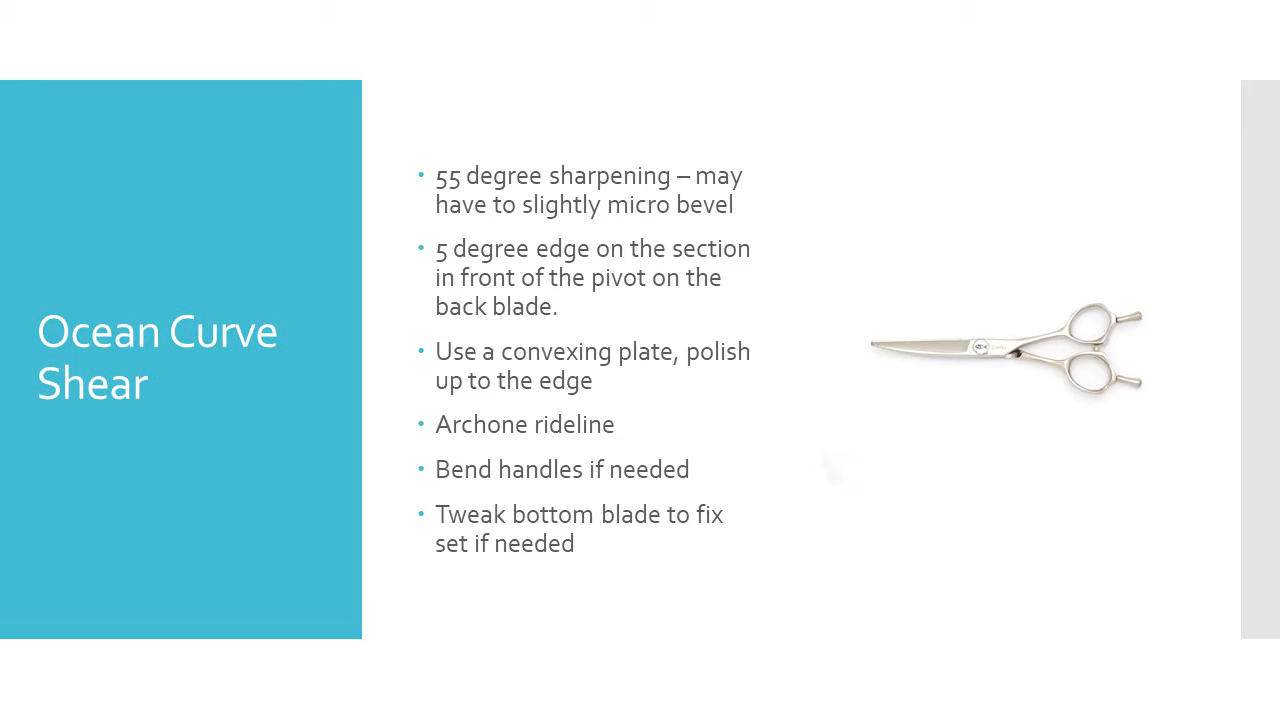 Ocean Curve
Shear
• 55 degree sharpening – may
have to slightly micro bevel
• 5 degree edge on the section
in front of the pivot on the
back blade.
• Use a convexing plate, polish
up to the edge
• Archone rideline
• Bend handles if needed
• Tweak bottom blade to fix
set if needed